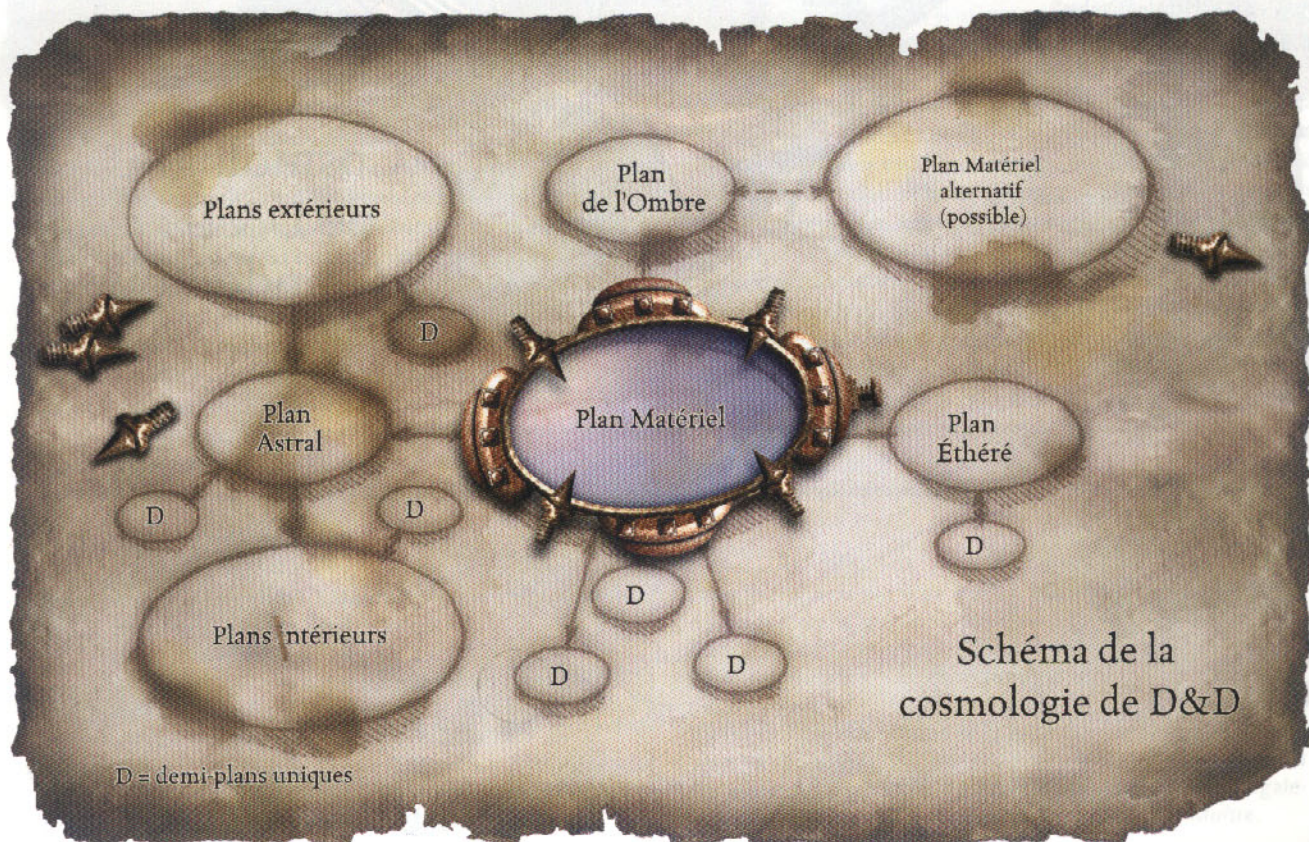 Plans extérieurs
Plan
de l'Ombre
Plan Matériel
alternatif
(possible)
D
Plan
Astral
Plan Matériel
Plan
Éthéré
D
D
D
Plans intérieurs
D
D
D
Schéma de la
cosmologie de D&D
D = demi-plans uniques